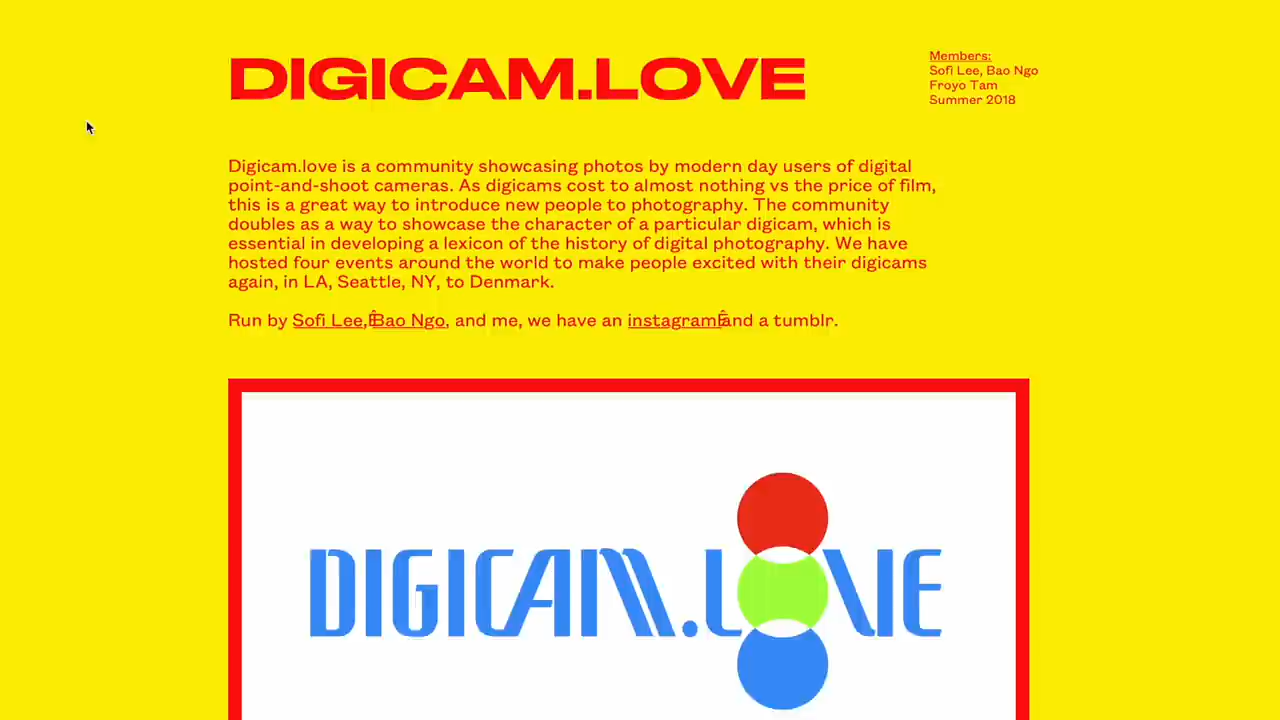 DIGICAM.LOVE
Members:
Sofi Lee, Bao Ngo
Froyo Tam
Summer 2018
Digicam.love is a community showcasing photos by modern day users of digital
point-and-shoot cameras. As digicams cost to almost nothing vs the price of film,
this is a great way to introduce new people to photography. The community
doubles as a way to showcase the character of a particular digicam, which is
essential in developing a lexicon of the history of digital photography. We have
hosted four events around the world to make people excited with their digicams
again, in LA, Seattle, NY, to Denmark.
Run by Sofi Lee,ÊBao Ngo, and me, we have an instagramÊand a tumblr.
DIGICAM.LOVE